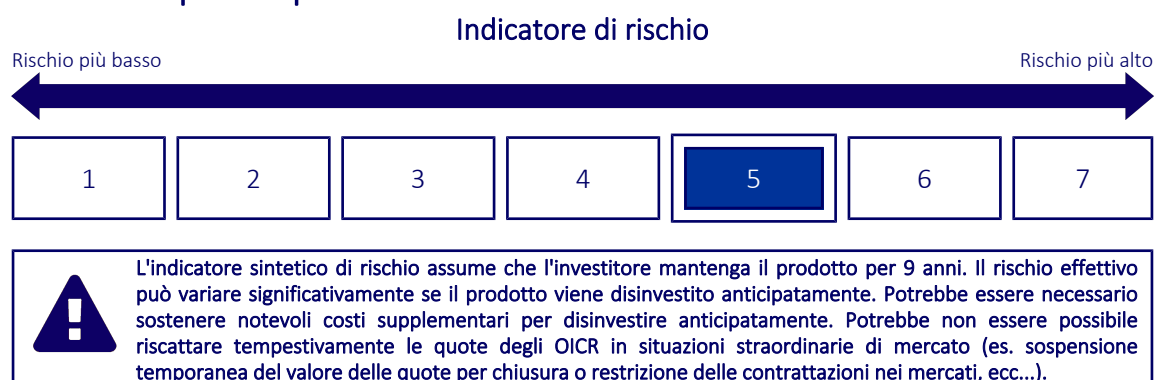 Indicatore di rischio
Rischio più basso
Rischio più alto
1 2 3 4 5 6 7
L'indicatore sintetico di rischio assume che l'investitore mantenga il prodotto per 9 anni. Il rischio effettivo
può variare significativamente se il prodotto viene disinvestito anticipatamente. Potrebbe essere necessario
sostenere notevoli costi supplementari per disinvestire anticipatamente. Potrebbe non essere possibile
riscattare tempestivamente le quote degli OICR in situazioni straordinarie di mercato (es. sospensione
temporanea del valore delle quote per chiusura o restrizione delle contrattazioni nei mercati, ecc...).